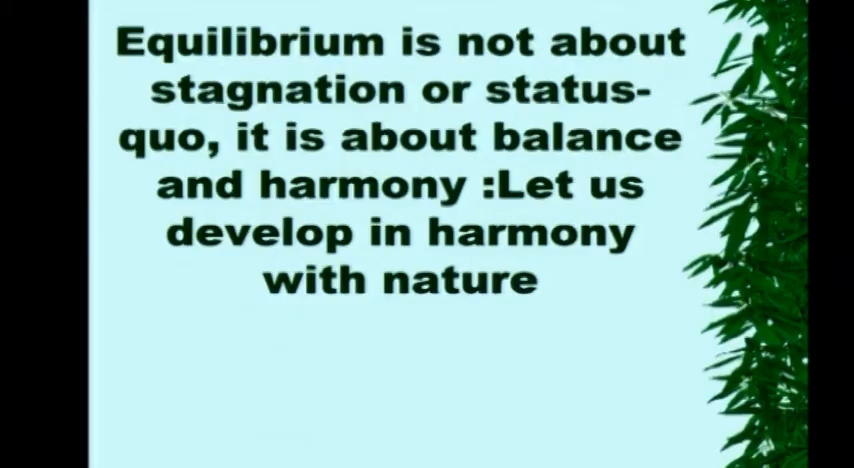 Equilibrium is not about
stagnation or status-
quo, it is about balance
and harmony :Let us
develop in harmony
with nature